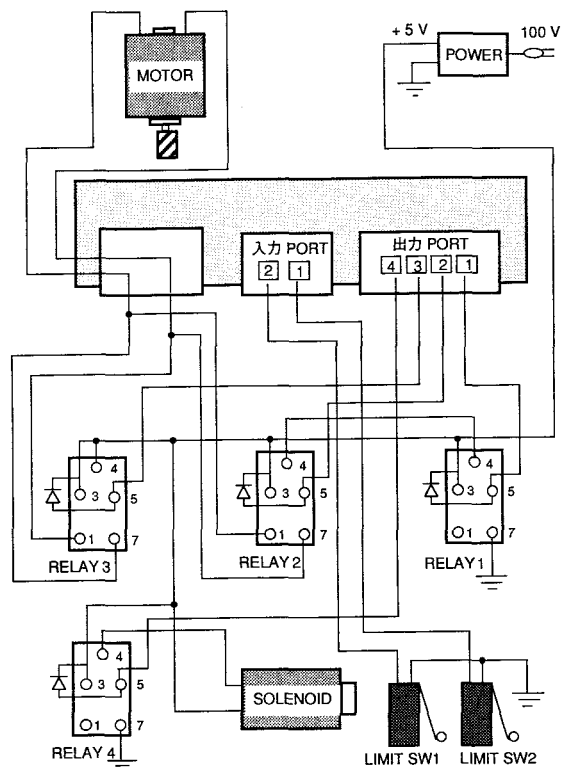 MOTOR
+5V
100 V
POWER
入力 PORT
2 1
出力 PORT
4 3 2 1
4
3 5
1 7
RELAY 3
4
3 5
1 7
RELAY 2
4
3 5
1 7
RELAY 1
4
3 5
1 7
RELAY 4
SOLENOID
LIMIT SW1
LIMIT SW2